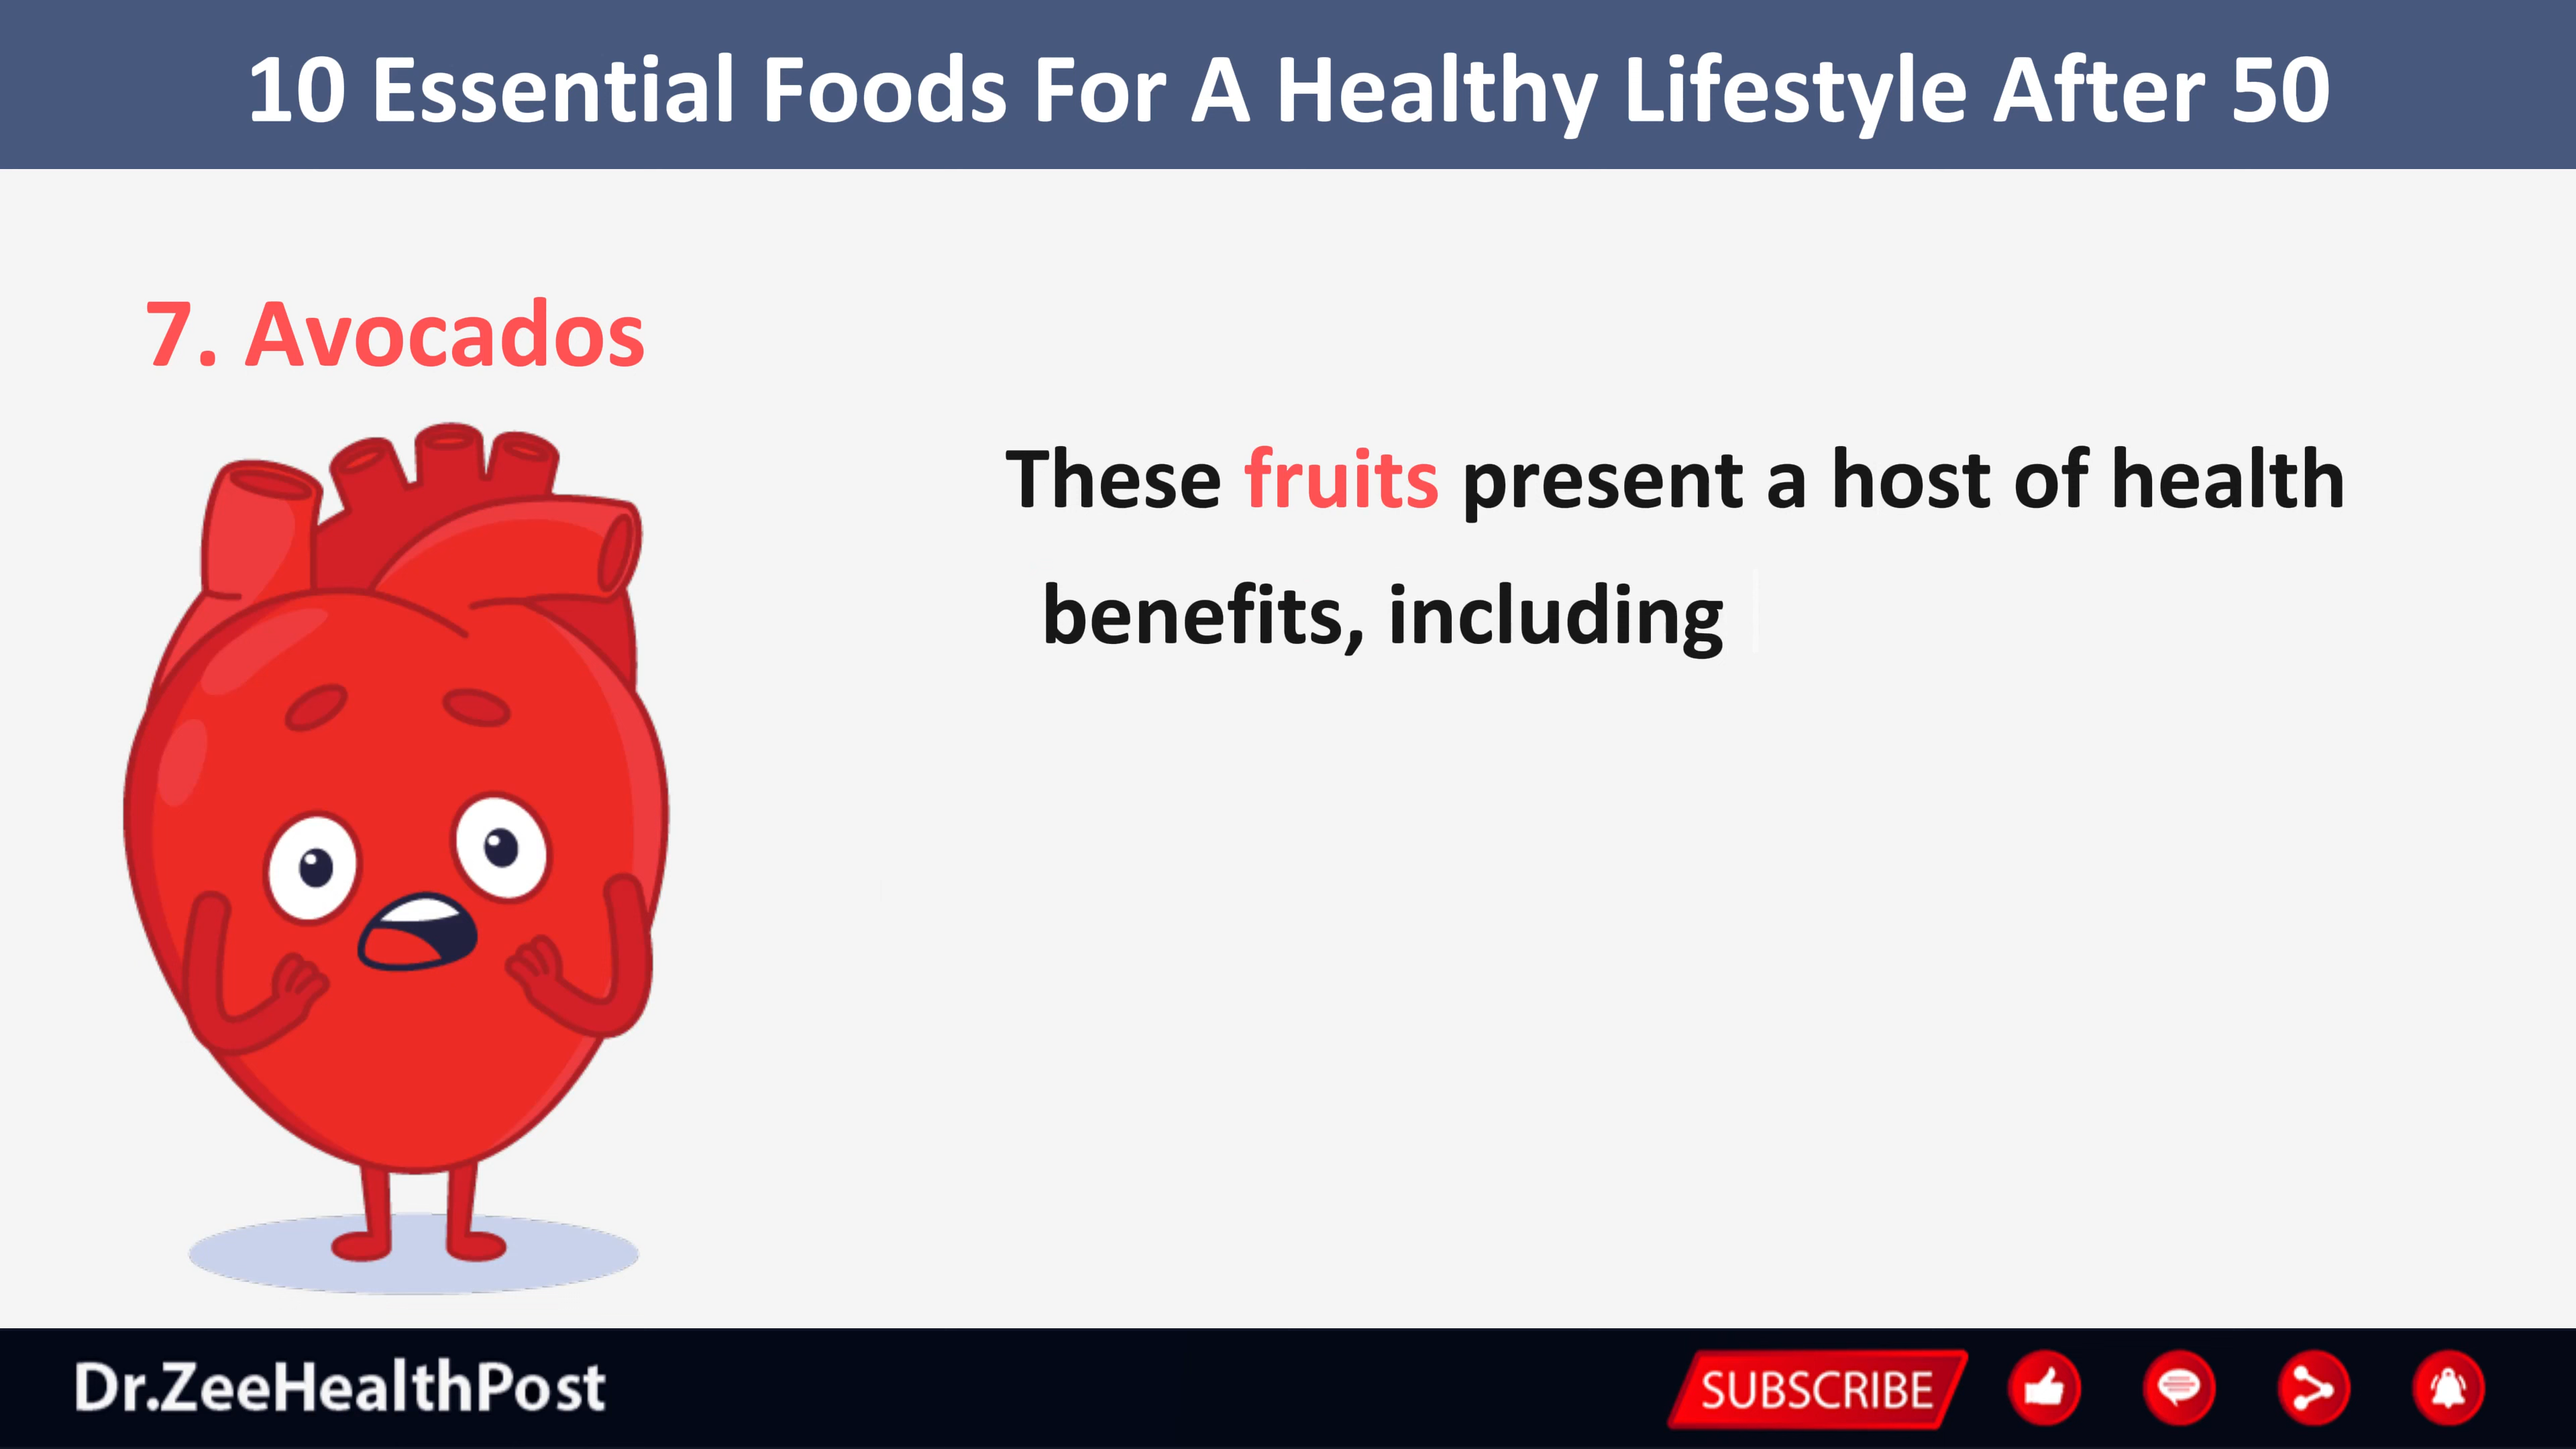 10 Essential Foods For A Healthy Lifestyle After 50
7. Avocados
These fruits present a host of health
benefits, including
Dr.ZeeHealthPost
SUBSCRIBE